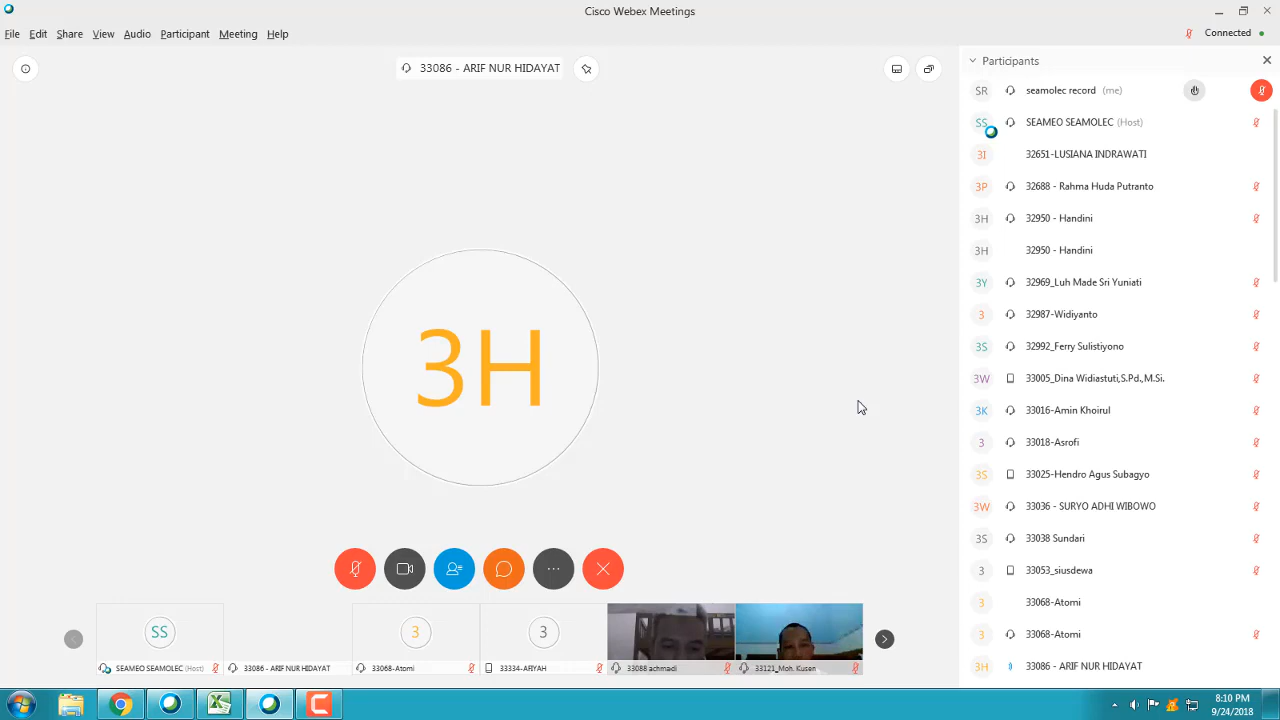 Cisco Webex Meetings
File Edit Share View Audio Participant Meeting Help
Connected
33086 - ARIF NUR HIDAYAT
3H
SEAMEO SEAMOLEC (Host)
SS
33086 - ARIF NUR HIDAYAT
33068-Atomi
3
33334-AFIYAH
3
33088 achmadi
33121_Moh. Kusen
Participants
SR seamolec record (me)
SS SEAMEO SEAMOLEC (Host)
3I 32651-LUSIANA INDRAWATI
3P 32688 - Rahma Huda Putranto
3H 32950 - Handini
3H 32950 - Handini
3Y 32969_Luh Made Sri Yuniati
3 32987-Widiyanto
3S 32992_Ferry Sulistiyono
3W 33005_Dina Widiastuti,S.Pd.,M.Si.
3K 33016-Amin Khoirul
3 33018-Asrofi
3S 33025-Hendro Agus Subagyo
3W 33036 - SURYO ADHI WIBOWO
3S 33038 Sundari
3 33053_siusdewa
3 33068-Atomi
3 33068-Atomi
3H 33086 - ARIF NUR HIDAYAT
8:10 PM
9/24/2018